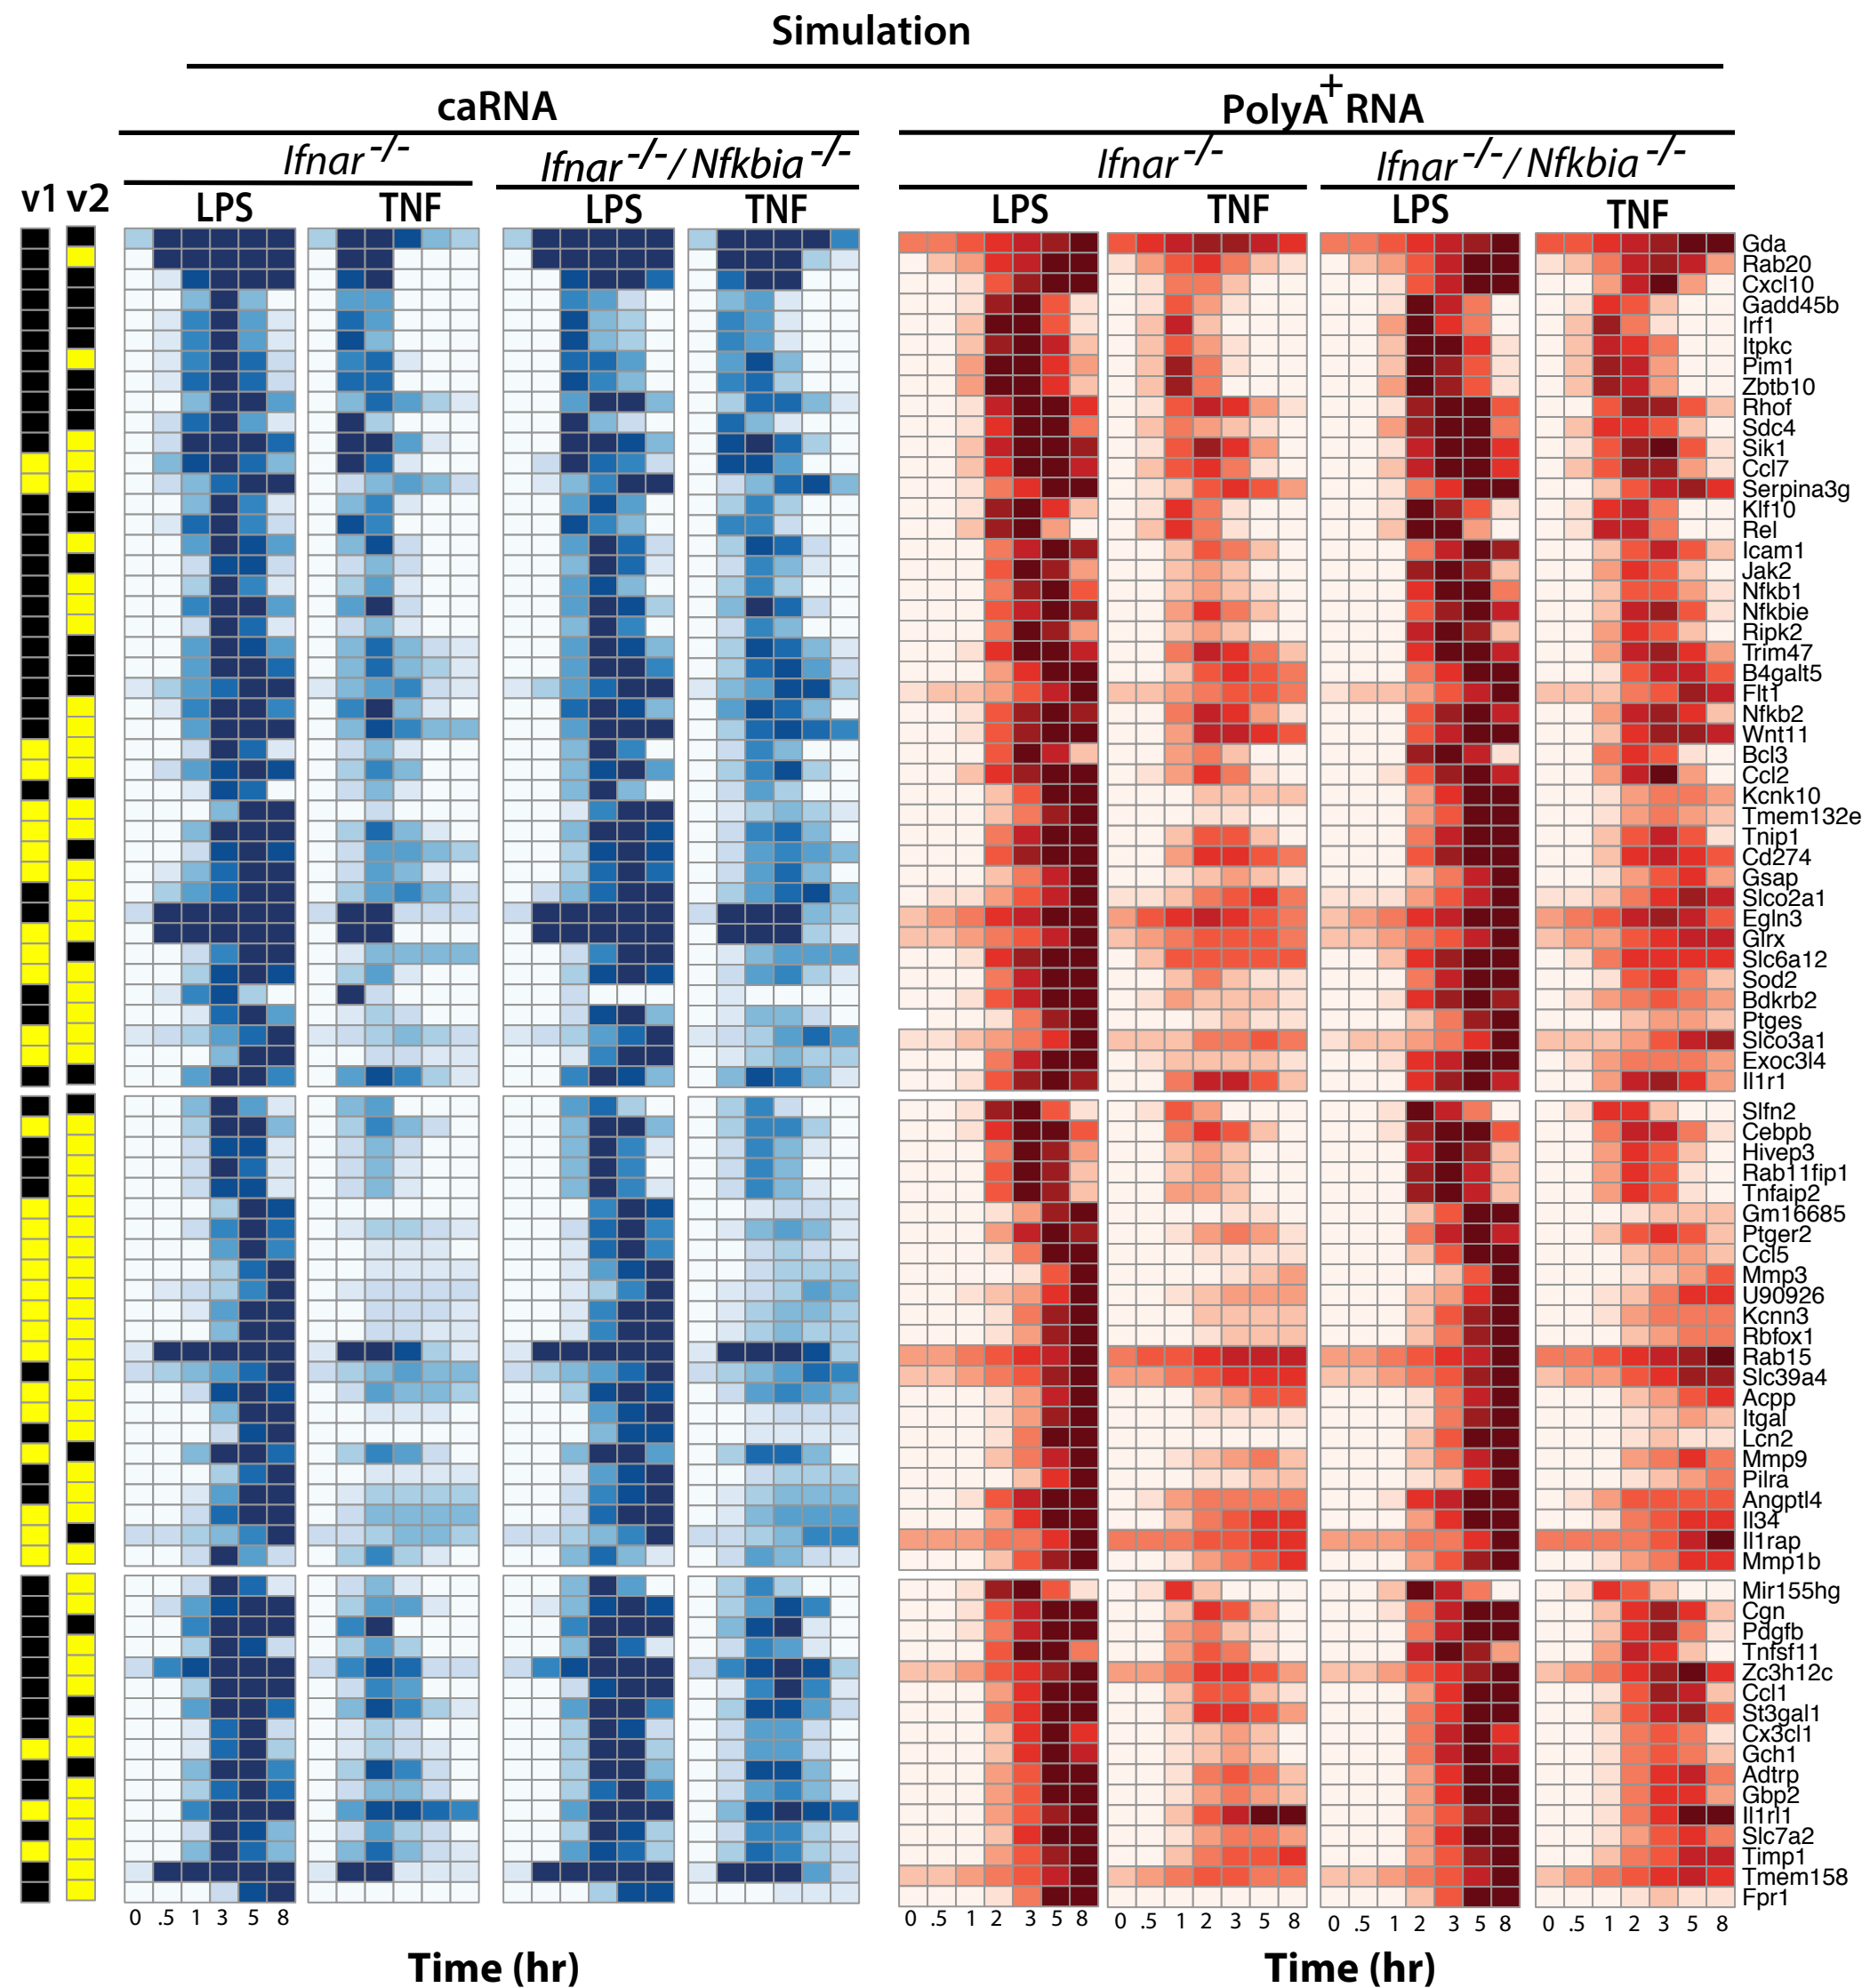 Simulation
caRNA
PolyA+ RNA
Ifnar -/-
Ifnar -/- / Nfkbia -/-
Ifnar -/-
Ifnar -/- / Nfkbia -/-
v1 v2 LPS TNF LPS TNF LPS TNF LPS TNF
Gda
Rab20
Cxcl10
Gadd45b
Irf1
Itpkc
Pim1
Zbtb10
Rhof
Sdc4
Sik1
Ccl7
Serpina3g
Klf10
Rel
Icam1
Jak2
Nfkb1
Nfkbie
Ripk2
Trim47
B4galt5
Flt1
Nfkb2
Wnt11
Bcl3
Ccl2
Kcnk10
Tmem132e
Tnip1
Cd274
Gsap
Slco2a1
Egln3
Glrx
Slc6a12
Sod2
Bdkrb2
Ptges
Slco3a1
Exoc3l4
Il1r1
Slfn2
Cebpb
Hivep3
Rab11fip1
Tnfaip2
Gm16685
Ptger2
Ccl5
Mmp3
U90926
Kcnn3
Rbfox1
Rab15
Slc39a4
Acpp
Itgal
Lcn2
Mmp9
Pilra
Angptl4
Il34
Il1rap
Mmp1b
Mir155hg
Cgn
Pdgfb
Tnfsf11
Zc3h12c
Ccl1
St3gal1
Cx3cl1
Gch1
Adtrp
Gbp2
Il1rl1
Slc7a2
Timp1
Tmem158
Fpr1
0 .5 1 3 5 8 0 .5 1 2 3 5 8 0 .5 1 2 3 5 8 0 .5 1 2 3 5 8 0 .5 1 2 3 5 8
Time (hr) Time (hr)